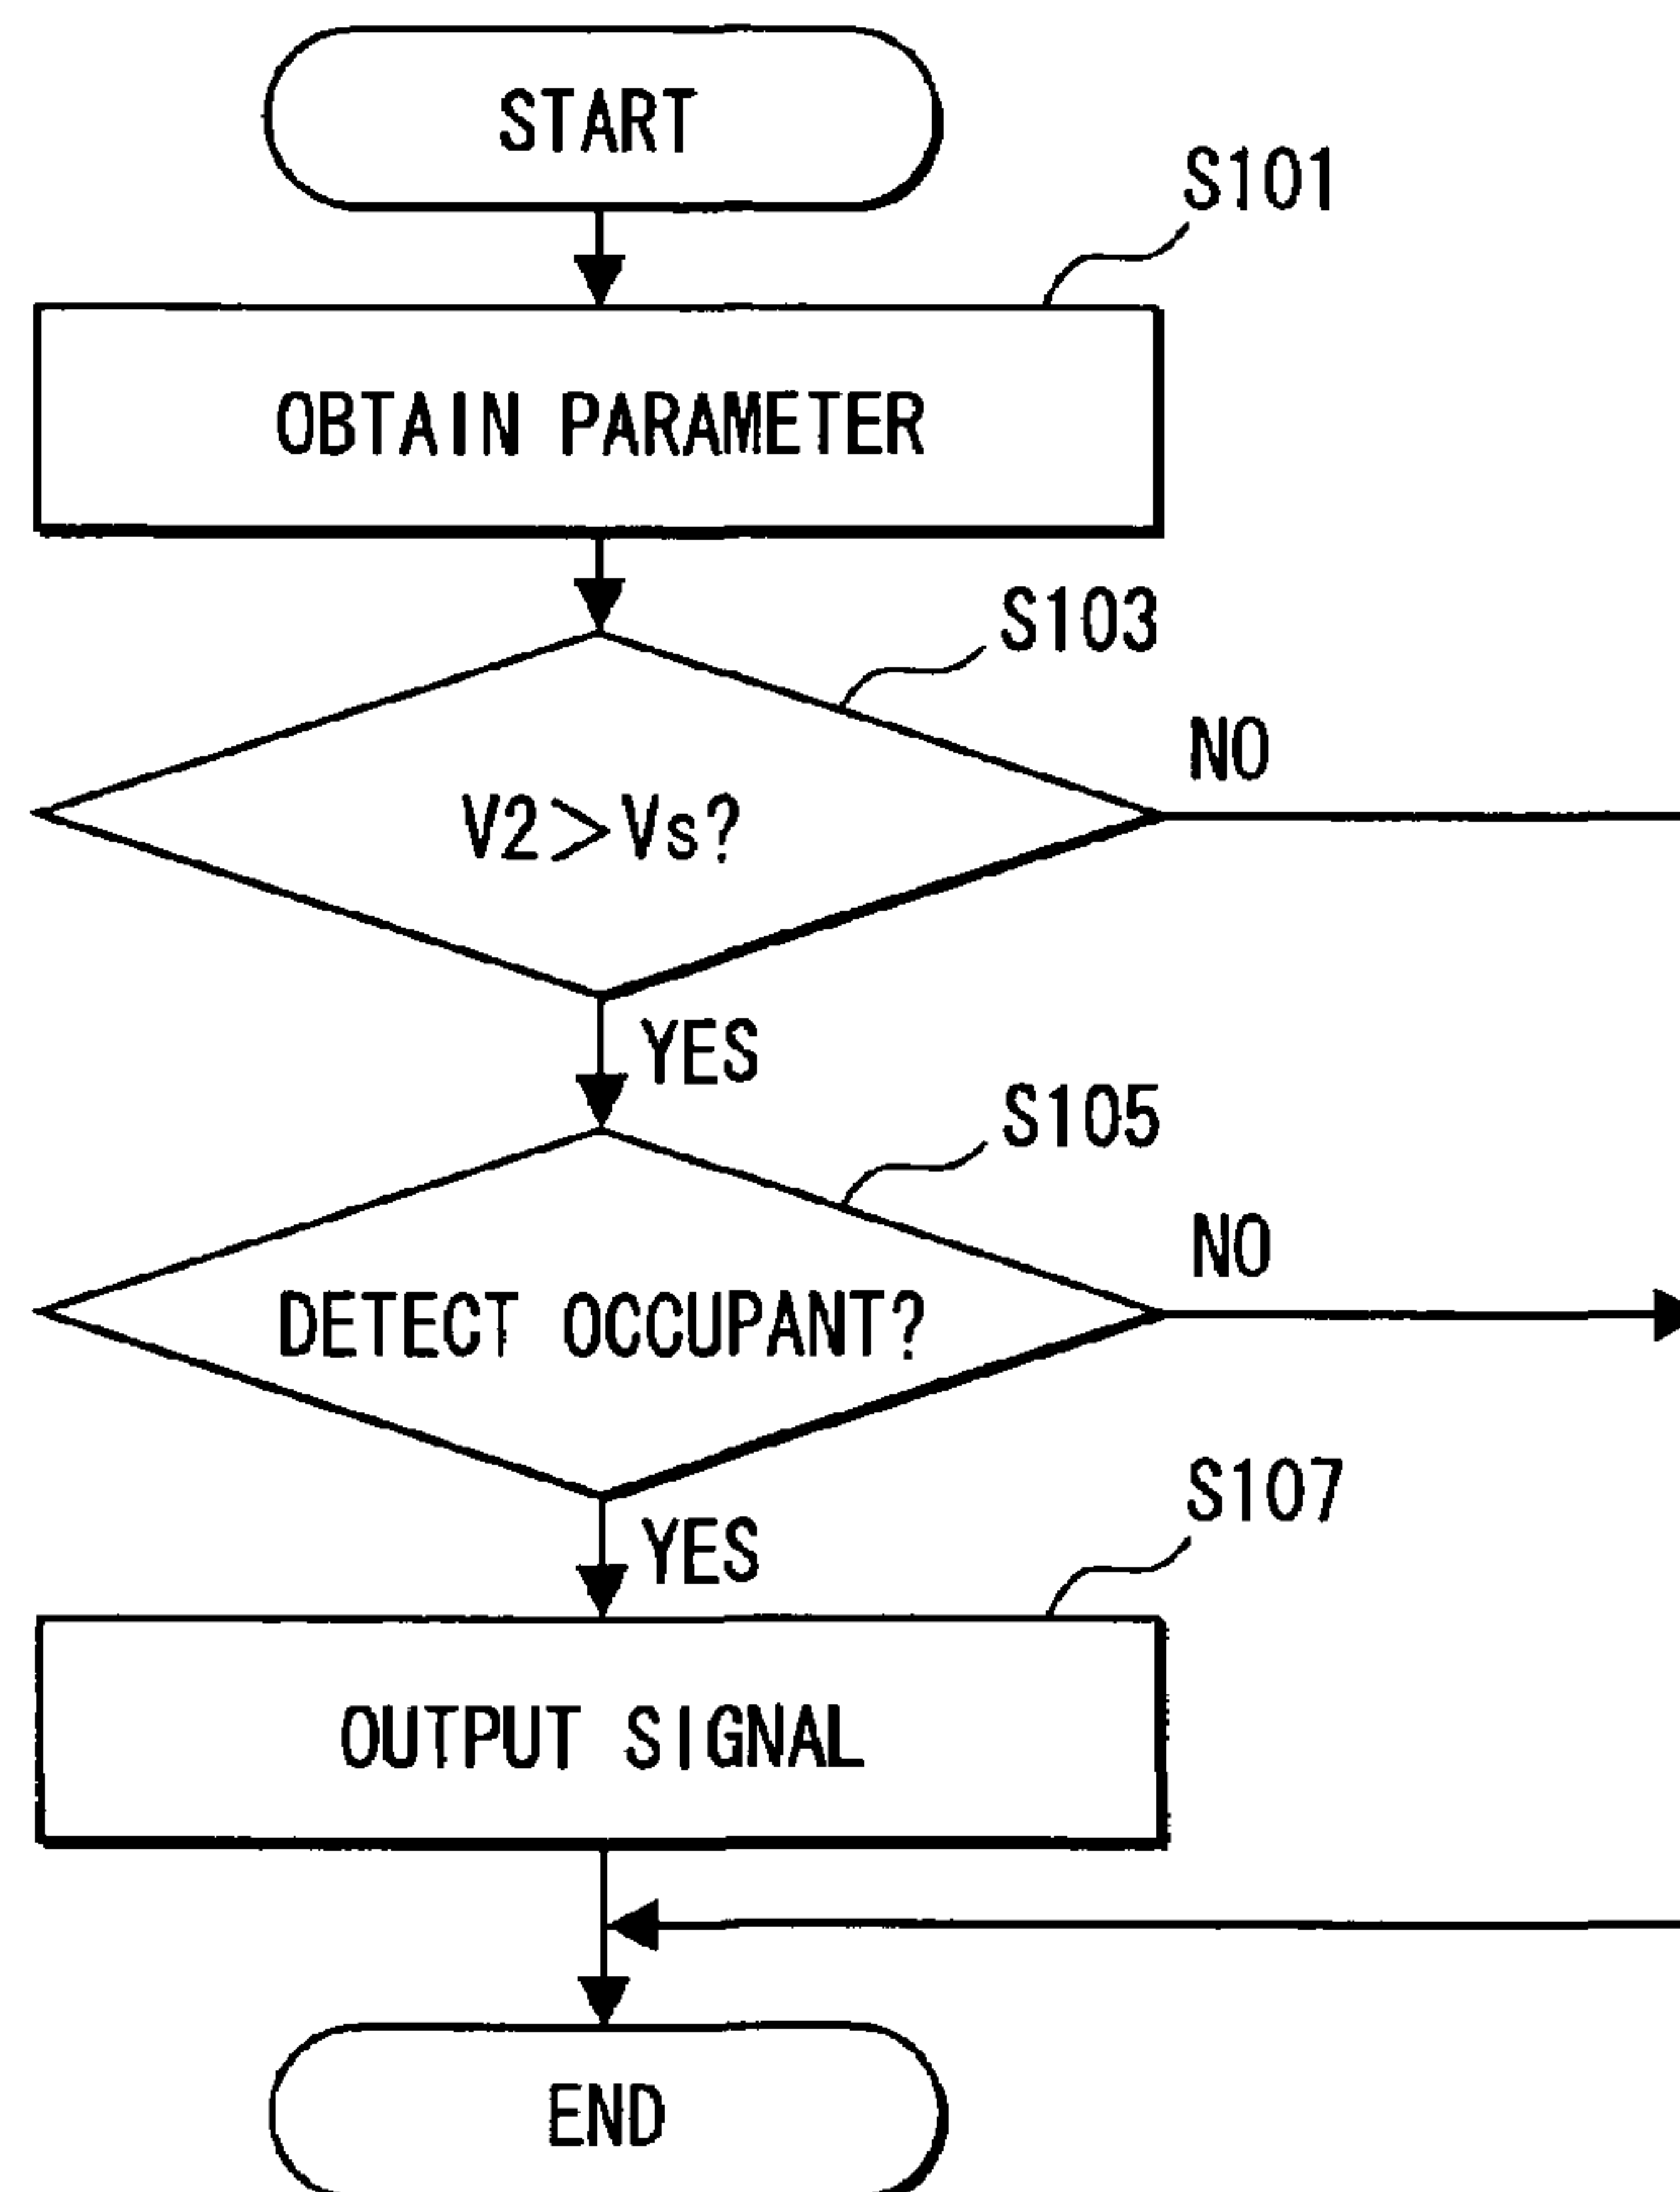 START
S101
OBTAIN PARAMETER
S103
NO
V2>Vs?
YES
S105
NO
DETECT OCCUPANT?
YES
S107
OUTPUT SIGNAL
END